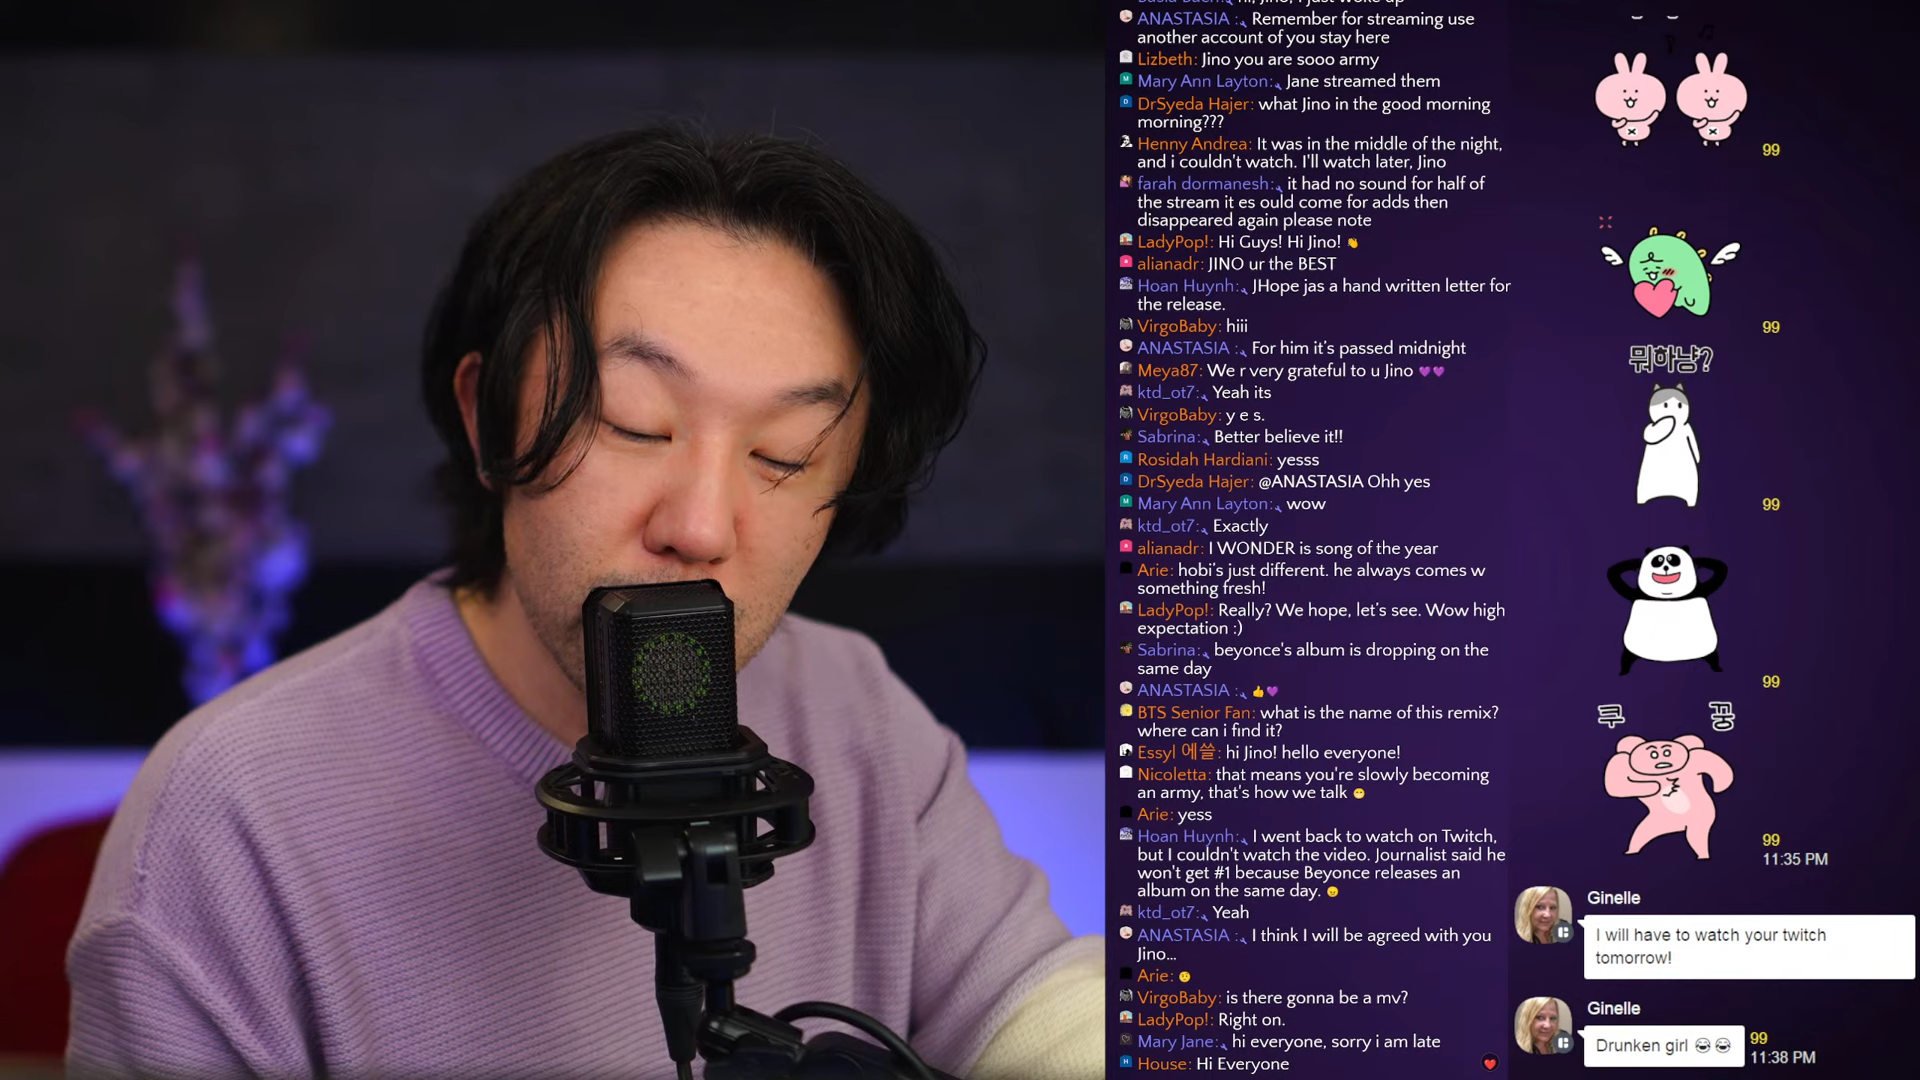 ANASTASIA : Remember for streaming use
another account of you stay here
Lizbeth: Jino you are sooo army
Mary Ann Layton: Jane streamed them
DrSyeda Hajer: what Jino in the good morning
morning???
Henny Andrea: It was in the middle of the night,
and i couldn't watch. I'll watch later, Jino
farah dormanesh: it had no sound for half of
the stream it es ould come for adds then
disappeared again please note
LadyPop!: Hi Guys! Hi Jino! 👏
alianadr: JINO ur the BEST
Hoan Huynh: JHope jas a hand written letter for
the release.
VirgoBaby: hiii
ANASTASIA : For him it's passed midnight
Meya87: We r very grateful to u Jino 💜💜
ktd_ot7: Yeah its
VirgoBaby: y e s.
Sabrina: Better believe it!!
Rosidah Hardiani: yesss
DrSyeda Hajer: @ANASTASIA Ohh yes
Mary Ann Layton: wow
ktd_ot7: Exactly
alianadr: I WONDER is song of the year
Arie: hobi's just different. he always comes w
something fresh!
LadyPop!: Really? We hope, let's see. Wow high
expectation :)
Sabrina: beyonce's album is dropping on the
same day
ANASTASIA : 👍💜
BTS Senior Fan: what is the name of this remix?
where can i find it?
Essyl 에쓸: hi Jino! hello everyone!
Nicoletta: that means you're slowly becoming
an army, that's how we talk
Arie: yess
Hoan Huynh: I went back to watch on Twitch,
but I couldn't watch the video. Journalist said he
won't get #1 because Beyonce releases an
album on the same day.
ktd_ot7: Yeah
ANASTASIA : I think I will be agreed with you
Jino...
Arie:
VirgoBaby: is there gonna be a mv?
LadyPop!: Right on.
Mary Jane: hi everyone, sorry i am late
House: Hi Everyone
99
99
뭐하냥?
99
99
쿠 꿍
99
11:35 PM
Ginelle
I will have to watch your twitch
tomorrow!
Ginelle
Drunken girl 😂😂
99
11:38 PM